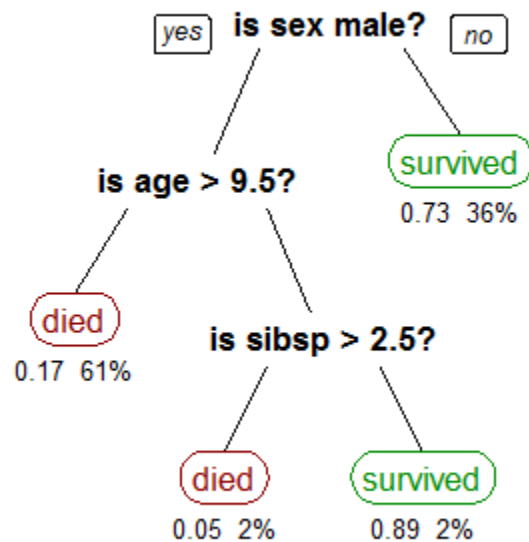 yes is sex male? no
is age > 9.5?
survived
0.73 36%
died
0.17 61%
is sibsp > 2.5?
died
0.05 2%
survived
0.89 2%